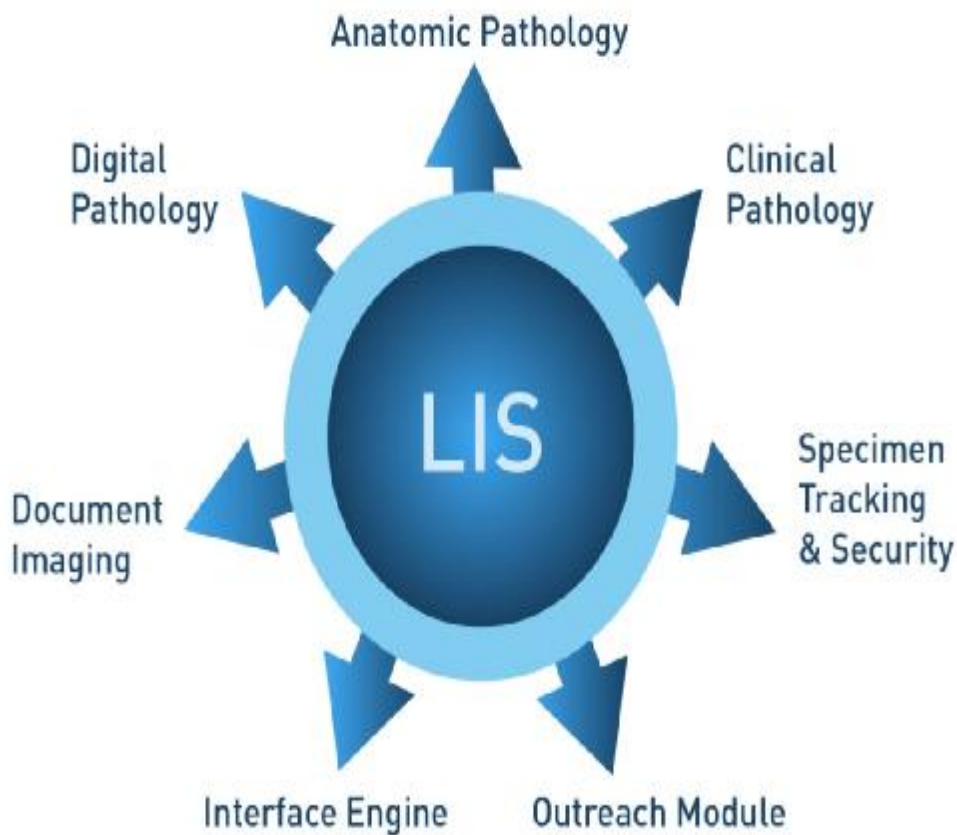 Anatomic Pathology
Digital
Pathology
Clinical
Pathology
LIS
Document
Imaging
Specimen
Tracking
& Security
Interface Engine
Outreach Module